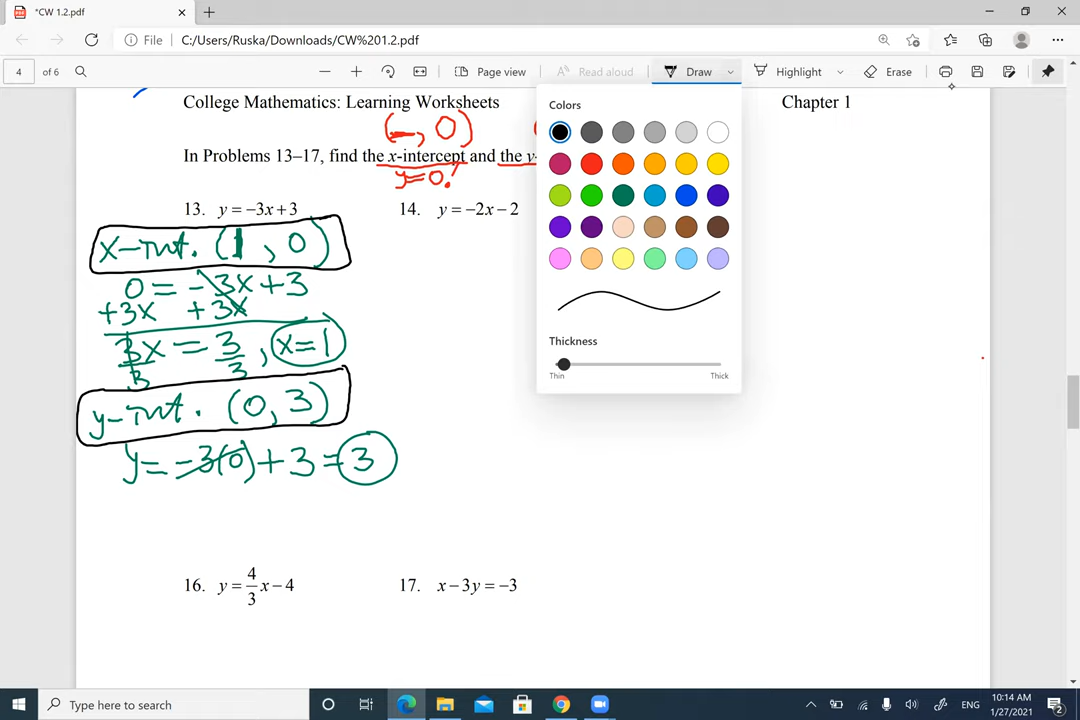 *CW 1.2.pdf
File C:/Users/Ruska/Downloads/CW%201.2.pdf
4 of 6 Page view Read aloud Draw Highlight Erase
College Mathematics: Learning Worksheets Chapter 1
(—, 0) (
In Problems 13–17, find the x-intercept and the y-
y=0!
13. y = −3x + 3 14. y = −2x − 2
x-int. (1, 0)
0 = -3x + 3
+3x +3x
3x/3 = 3/3, x=1
y-int. (0, 3)
y = -3(0) + 3 = 3
16. y = 4/3 x − 4 17. x − 3y = −3
Colors
Thickness
Thin Thick
Type here to search
ENG
10:14 AM
1/27/2021
2